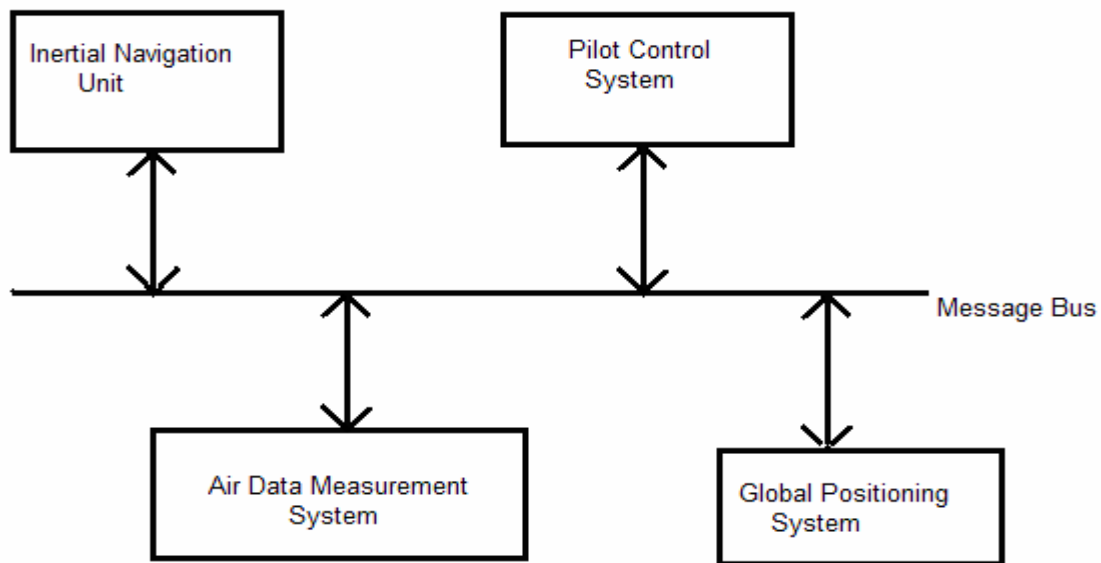 Inertial Navigation
Unit
Pilot Control
System
Message Bus
Air Data Measurement
System
Global Positioning
System